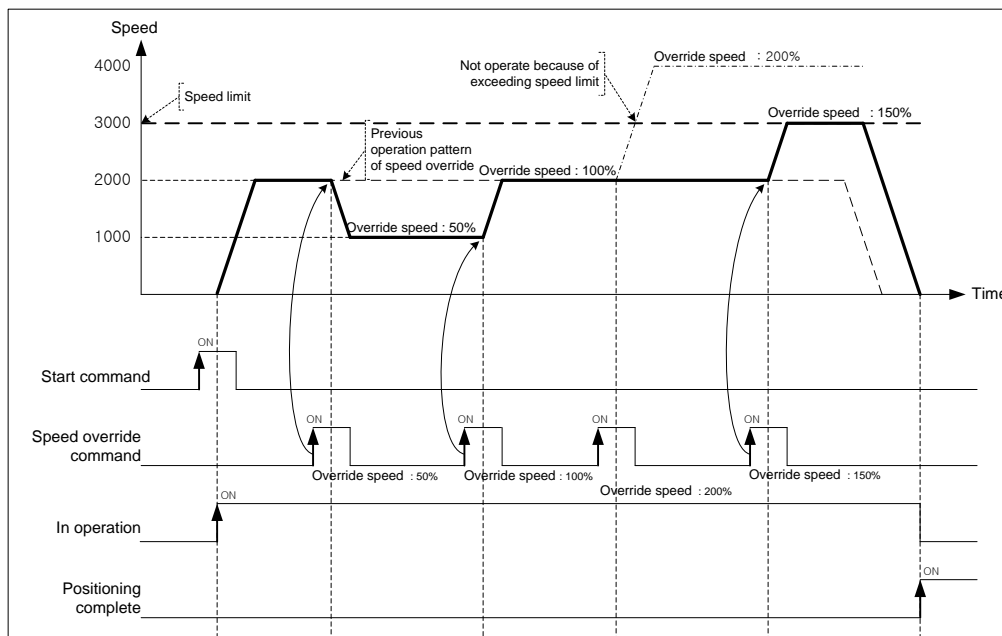 Speed
4000
3000
2000
1000
Speed limit
Previous
operation pattern
of speed override
Not operate because of
exceeding speed limit
Override speed : 200%
Override speed : 150%
Override speed : 100%
Override speed : 50%
Time
Start command
ON
Speed override
command
ON
ON
ON
ON
Override speed : 50%
Override speed : 100%
Override speed : 200%
Override speed : 150%
In operation
ON
Positioning
complete
ON